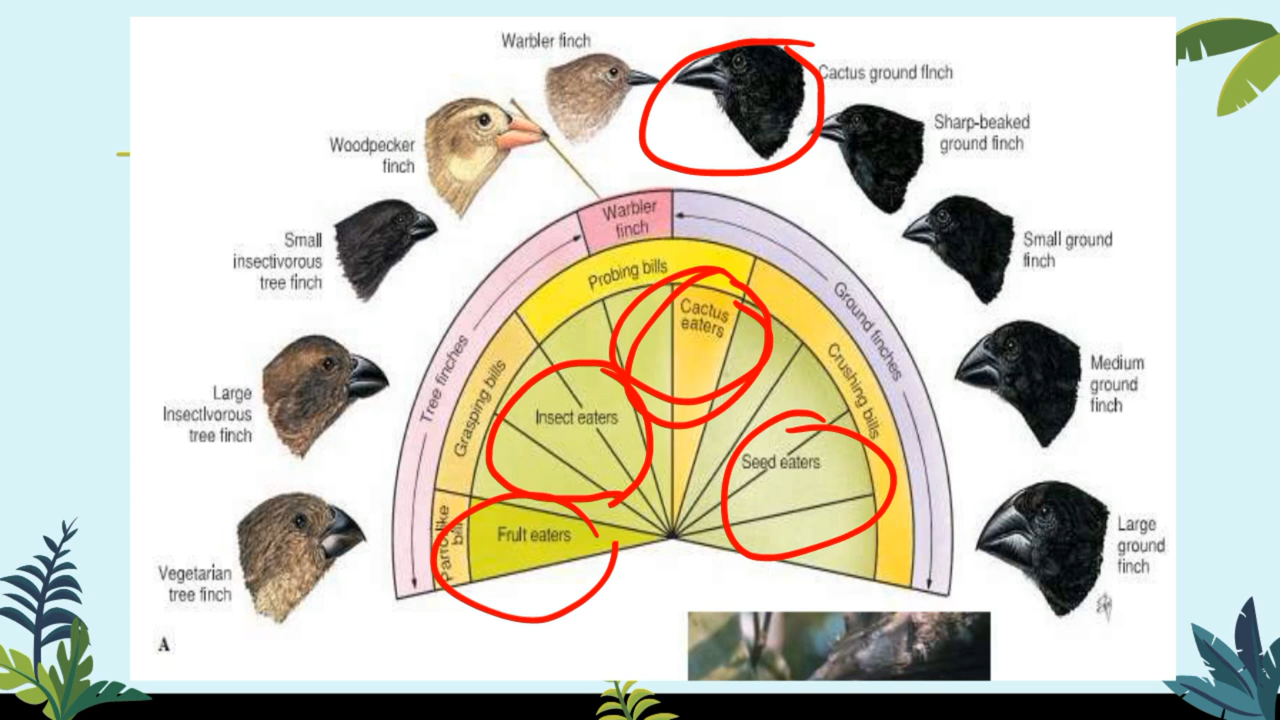 Warbler finch
Cactus ground finch
Woodpecker
finch
Sharp-beaked
ground finch
Warbler
finch
Small
insectivorous
tree finch
Small ground
finch
Probing bills
Cactus
eaters
Ground finches
Tree finches
Grasping bills
Crushing bills
Large
Insectivorous
tree finch
Medium
ground
finch
Insect eaters
Seed eaters
Parrotlike
bill
Fruit eaters
Vegetarian
tree finch
Large
ground
finch
A